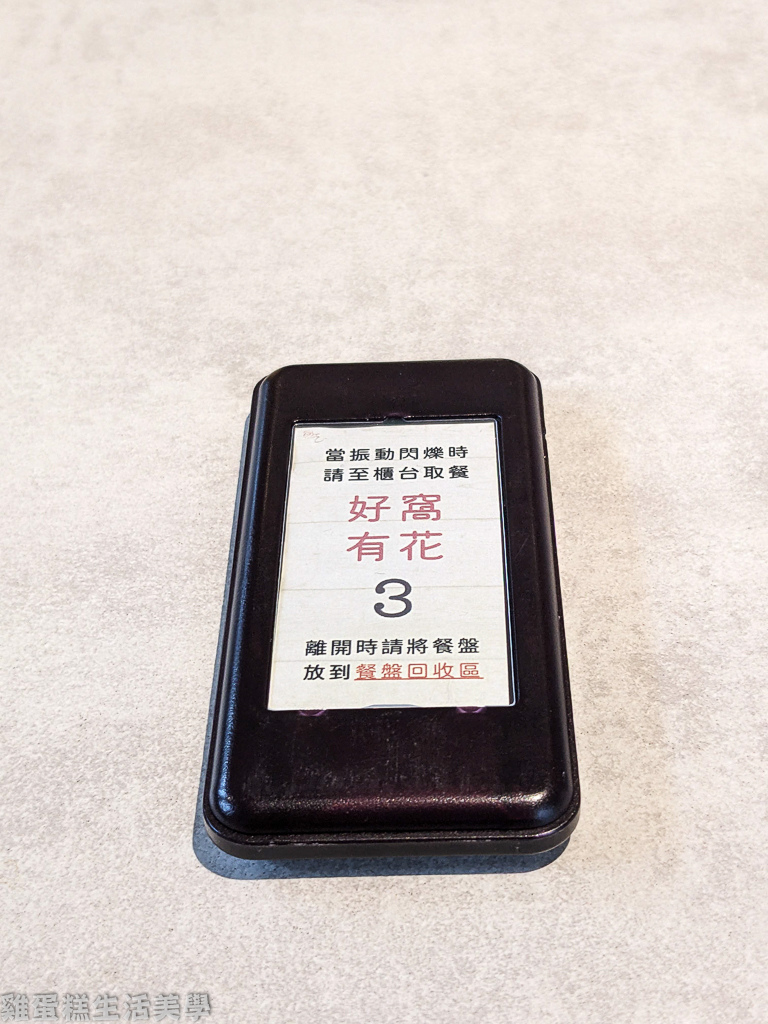 當振動閃爍時
請至櫃台取餐
好窩
有花
3
離開時請將餐盤
放到餐盤回收區
雞蛋糕生活美學